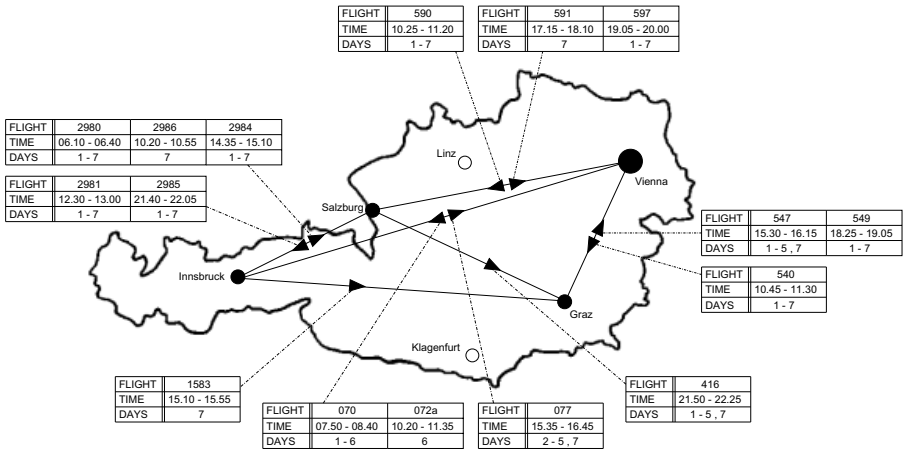 FLIGHT 590
TIME 10.25 - 11.20
DAYS 1 - 7
FLIGHT 591 597
TIME 17.15 - 18.10 19.05 - 20.00
DAYS 7 1 - 7
FLIGHT 2980 2986 2984
TIME 06.10 - 06.40 10.20 - 10.55 14.35 - 15.10
DAYS 1 - 7 7 1 - 7
FLIGHT 2981 2985
TIME 12.30 - 13.00 21.40 - 22.05
DAYS 1 - 7 1 - 7
Linz
Vienna
Salzburg
Innsbruck
Graz
Klagenfurt
FLIGHT 547 549
TIME 15.30 - 16.15 18.25 - 19.05
DAYS 1 - 5 , 7 1 - 7
FLIGHT 540
TIME 10.45 - 11.30
DAYS 1 - 7
FLIGHT 1583
TIME 15.10 - 15.55
DAYS 7
FLIGHT 070 072a
TIME 07.50 - 08.40 10.20 - 11.35
DAYS 1 - 6 6
FLIGHT 077
TIME 15.35 - 16.45
DAYS 2 - 5 , 7
FLIGHT 416
TIME 21.50 - 22.25
DAYS 1 - 5 , 7